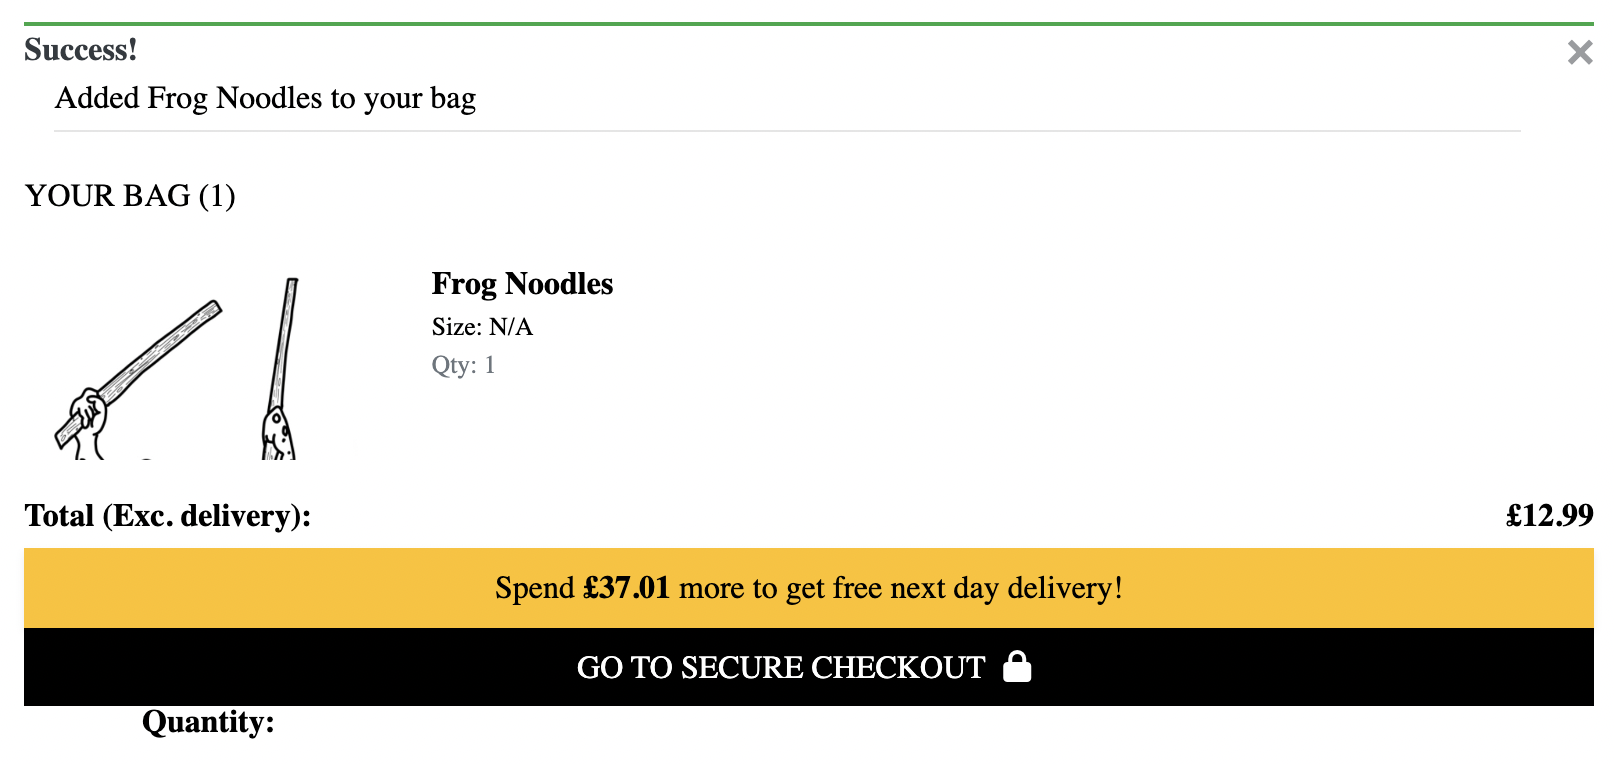 Success!
Added Frog Noodles to your bag
YOUR BAG (1)
Frog Noodles
Size: N/A
Qty: 1
Total (Exc. delivery):
£12.99
Spend £37.01 more to get free next day delivery!
GO TO SECURE CHECKOUT
Quantity: